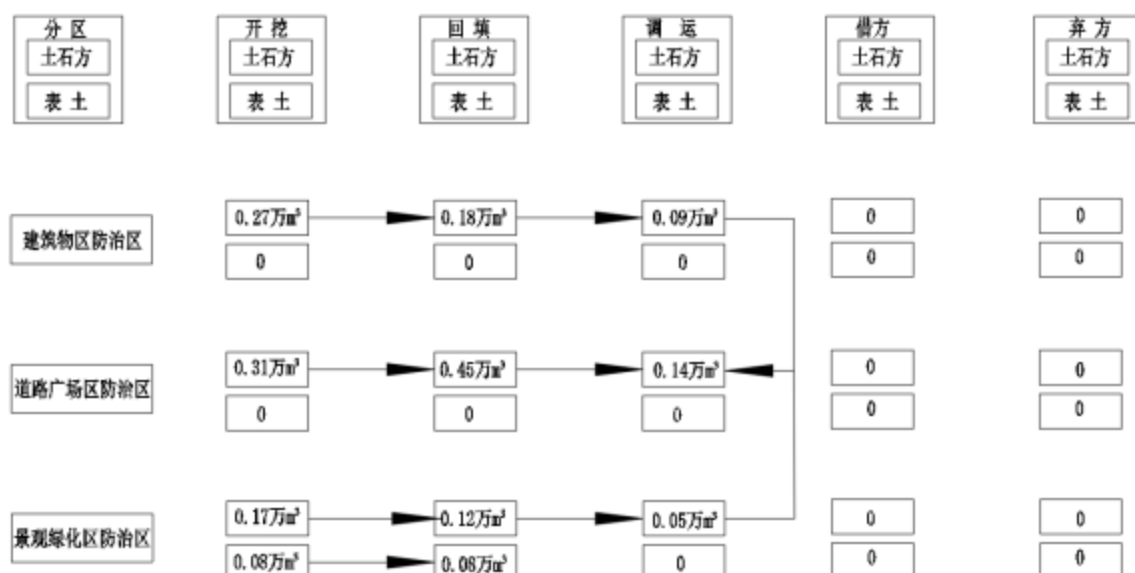 分区 开挖 回填 调运 借方 弃方
土石方 土石方 土石方 土石方 土石方 土石方
表土 表土 表土 表土 表土 表土
0.27万m³ 0.18万m³ 0.09万m³ 0 0
建筑物区防治区
0 0 0 0 0
0.31万m³ 0.45万m³ 0.14万m³ 0 0
道路广场区防治区
0 0 0 0 0
0.17万m³ 0.12万m³ 0.05万m³ 0 0
景观绿化区防治区
0.08万m³ 0.08万m³ 0 0 0